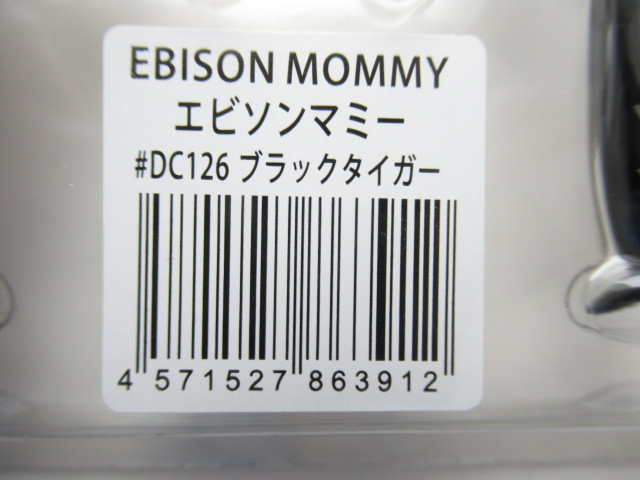 EBISON MOMMY
エビソンマミー
#DC126 ブラックタイガー
4 571527 863912